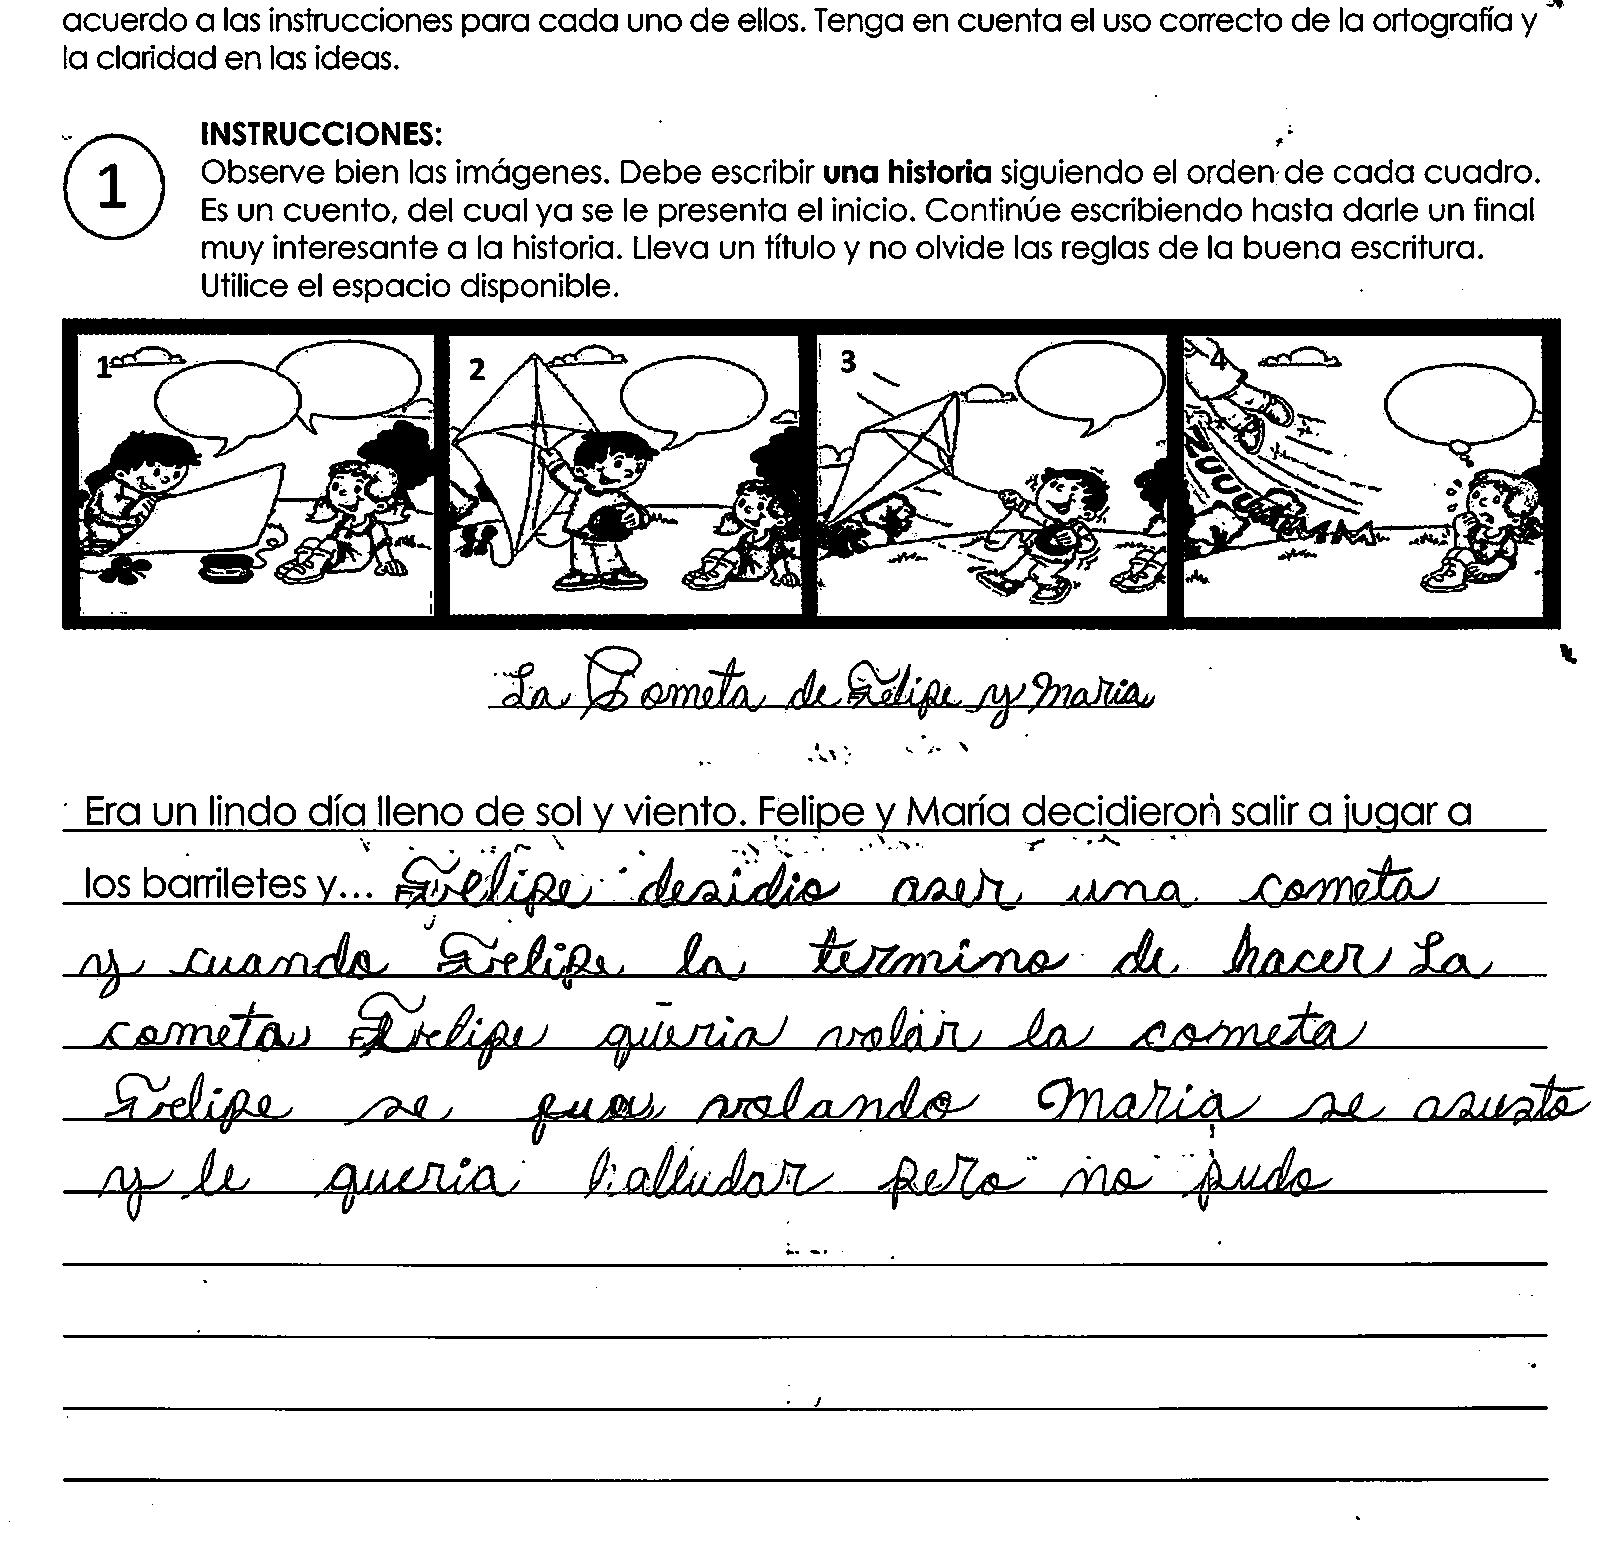 acuerdo a las instrucciones para cada uno de ellos. Tenga en cuenta el uso correcto de la ortografía y
la claridad en las ideas.
1
INSTRUCCIONES:
Observe bien las imágenes. Debe escribir una historia siguiendo el orden de cada cuadro.
Es un cuento, del cual ya se le presenta el inicio. Continúe escribiendo hasta darle un final
muy interesante a la historia. Lleva un título y no olvide las reglas de la buena escritura.
Utilice el espacio disponible.
1 2 3 4
La Cometa de Felipe y Maria
Era un lindo día lleno de sol y viento. Felipe y María decidieron salir a jugar a
los barriletes y... Felipe desidio aser una cometa
y cuando Felipe la termino de hacer La
cometa Felipe queria volar la cometa
Felipe se volando Maria se asusto
y le queria halludar pero no pudo